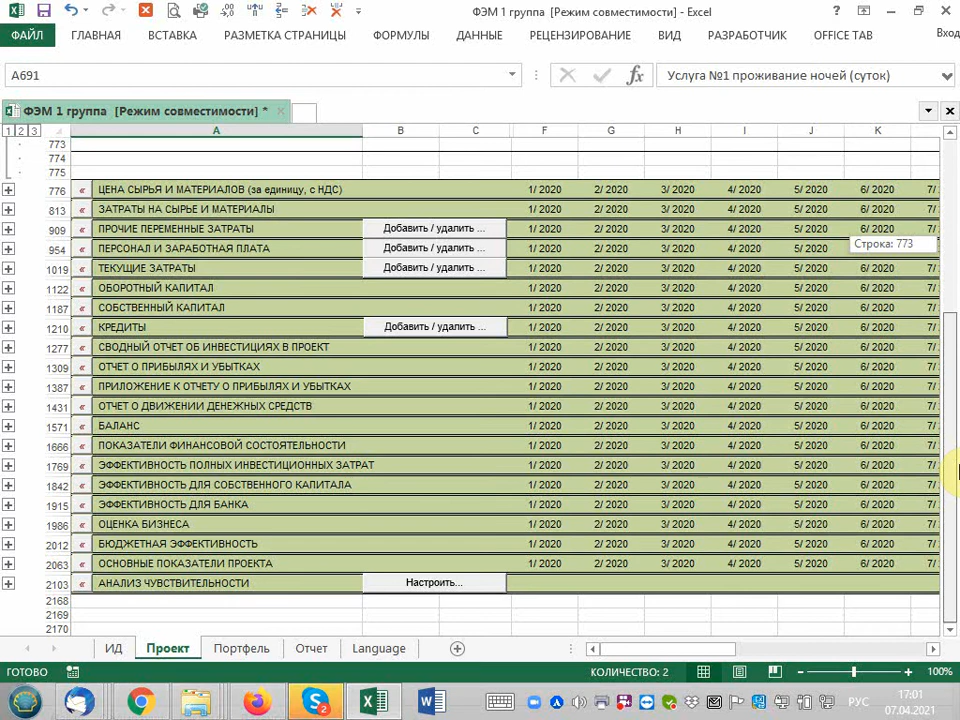 ФЭМ 1 группа [Режим совместимости] - Excel
ФАЙЛ ГЛАВНАЯ ВСТАВКА РАЗМЕТКА СТРАНИЦЫ ФОРМУЛЫ ДАННЫЕ РЕЦЕНЗИРОВАНИЕ ВИД РАЗРАБОТЧИК OFFICE TAB Вход
A691 fx Услуга №1 проживание ночей (суток)
ФЭМ 1 группа [Режим совместимости] *
1 2 3 A B C F G H I J K
773
774
775
776 « ЦЕНА СЫРЬЯ И МАТЕРИАЛОВ (за единицу, с НДС) 1/ 2020 2/ 2020 3/ 2020 4/ 2020 5/ 2020 6/ 2020 7/
813 « ЗАТРАТЫ НА СЫРЬЕ И МАТЕРИАЛЫ 1/ 2020 2/ 2020 3/ 2020 4/ 2020 5/ 2020 6/ 2020 7/
909 « ПРОЧИЕ ПЕРЕМЕННЫЕ ЗАТРАТЫ Добавить / удалить ... 1/ 2020 2/ 2020 3/ 2020 4/ 2020 5/ 2020 6/ 2020 7/
Строка: 773
954 « ПЕРСОНАЛ И ЗАРАБОТНАЯ ПЛАТА Добавить / удалить ... 1/ 2020 2/ 2020 3/ 2020 4/ 2020 5/ 2020
1019 « ТЕКУЩИЕ ЗАТРАТЫ Добавить / удалить ... 1/ 2020 2/ 2020 3/ 2020 4/ 2020 5/ 2020 6/ 2020 7/
1122 « ОБОРОТНЫЙ КАПИТАЛ 1/ 2020 2/ 2020 3/ 2020 4/ 2020 5/ 2020 6/ 2020 7/
1187 « СОБСТВЕННЫЙ КАПИТАЛ 1/ 2020 2/ 2020 3/ 2020 4/ 2020 5/ 2020 6/ 2020 7/
1210 « КРЕДИТЫ Добавить / удалить ... 1/ 2020 2/ 2020 3/ 2020 4/ 2020 5/ 2020 6/ 2020 7/
1277 « СВОДНЫЙ ОТЧЕТ ОБ ИНВЕСТИЦИЯХ В ПРОЕКТ 1/ 2020 2/ 2020 3/ 2020 4/ 2020 5/ 2020 6/ 2020 7/
1309 « ОТЧЕТ О ПРИБЫЛЯХ И УБЫТКАХ 1/ 2020 2/ 2020 3/ 2020 4/ 2020 5/ 2020 6/ 2020 7/
1387 « ПРИЛОЖЕНИЕ К ОТЧЕТУ О ПРИБЫЛЯХ И УБЫТКАХ 1/ 2020 2/ 2020 3/ 2020 4/ 2020 5/ 2020 6/ 2020 7/
1431 « ОТЧЕТ О ДВИЖЕНИИ ДЕНЕЖНЫХ СРЕДСТВ 1/ 2020 2/ 2020 3/ 2020 4/ 2020 5/ 2020 6/ 2020 7/
1571 « БАЛАНС 1/ 2020 2/ 2020 3/ 2020 4/ 2020 5/ 2020 6/ 2020 7/
1666 « ПОКАЗАТЕЛИ ФИНАНСОВОЙ СОСТОЯТЕЛЬНОСТИ 1/ 2020 2/ 2020 3/ 2020 4/ 2020 5/ 2020 6/ 2020 7/
1769 « ЭФФЕКТИВНОСТЬ ПОЛНЫХ ИНВЕСТИЦИОННЫХ ЗАТРАТ 1/ 2020 2/ 2020 3/ 2020 4/ 2020 5/ 2020 6/ 2020 7/
1842 « ЭФФЕКТИВНОСТЬ ДЛЯ СОБСТВЕННОГО КАПИТАЛА 1/ 2020 2/ 2020 3/ 2020 4/ 2020 5/ 2020 6/ 2020 7/
1915 « ЭФФЕКТИВНОСТЬ ДЛЯ БАНКА 1/ 2020 2/ 2020 3/ 2020 4/ 2020 5/ 2020 6/ 2020 7/
1986 « ОЦЕНКА БИЗНЕСА 1/ 2020 2/ 2020 3/ 2020 4/ 2020 5/ 2020 6/ 2020 7/
2012 « БЮДЖЕТНАЯ ЭФФЕКТИВНОСТЬ 1/ 2020 2/ 2020 3/ 2020 4/ 2020 5/ 2020 6/ 2020 7/
2063 « ОСНОВНЫЕ ПОКАЗАТЕЛИ ПРОЕКТА 1/ 2020 2/ 2020 3/ 2020 4/ 2020 5/ 2020 6/ 2020 7/
2103 « АНАЛИЗ ЧУВСТВИТЕЛЬНОСТИ Настроить...
2168
2169
2170
ИД Проект Портфель Отчет Language
ГОТОВО КОЛИЧЕСТВО: 2 100%
РУС 17:01
07.04.2021